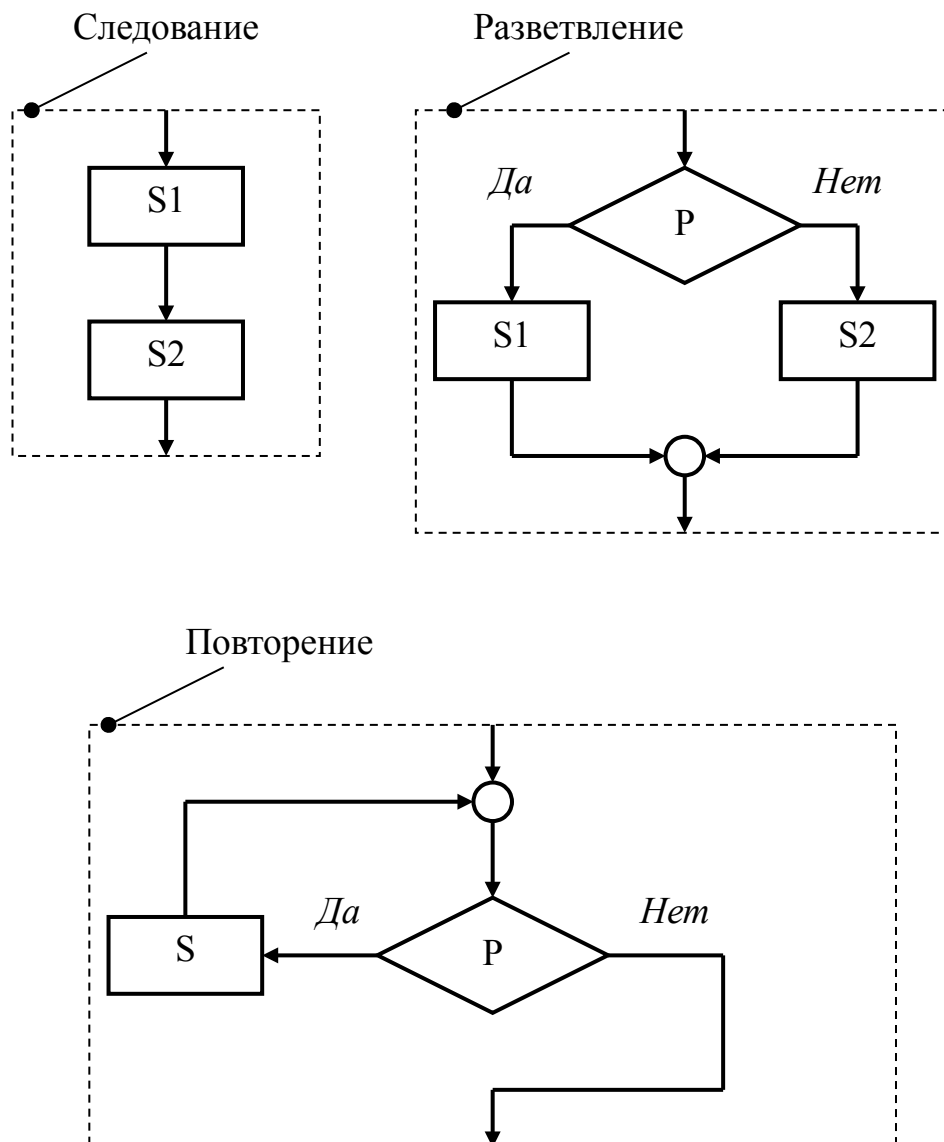 Следование
Разветвление
S1
S2
Да
Нет
P
S1
S2
Повторение
Да
Нет
S
P